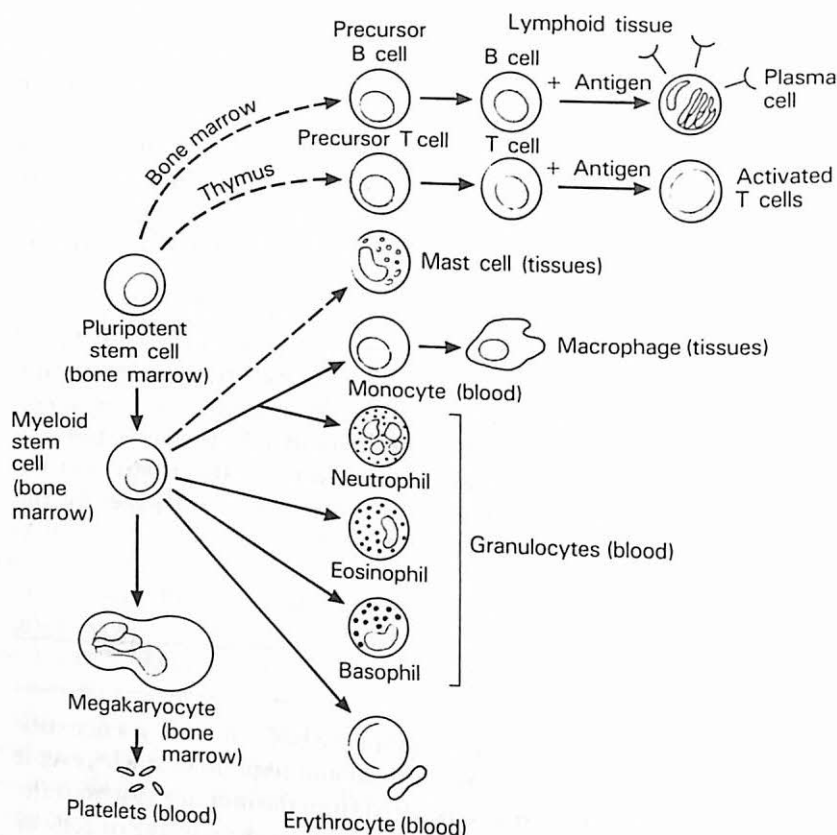 Lymphoid tissue
Precursor
B cell
B cell
+ Antigen
Plasma
cell
Bone marrow
Precursor T cell
T cell
+ Antigen
Activated
T cells
Thymus
Mast cell (tissues)
Pluripotent
stem cell
(bone marrow)
Macrophage (tissues)
Monocyte (blood)
Myeloid
stem
cell
(bone
marrow)
Neutrophil
Eosinophil
Granulocytes (blood)
Basophil
Megakaryocyte
(bone
marrow)
Platelets (blood)
Erythrocyte (blood)